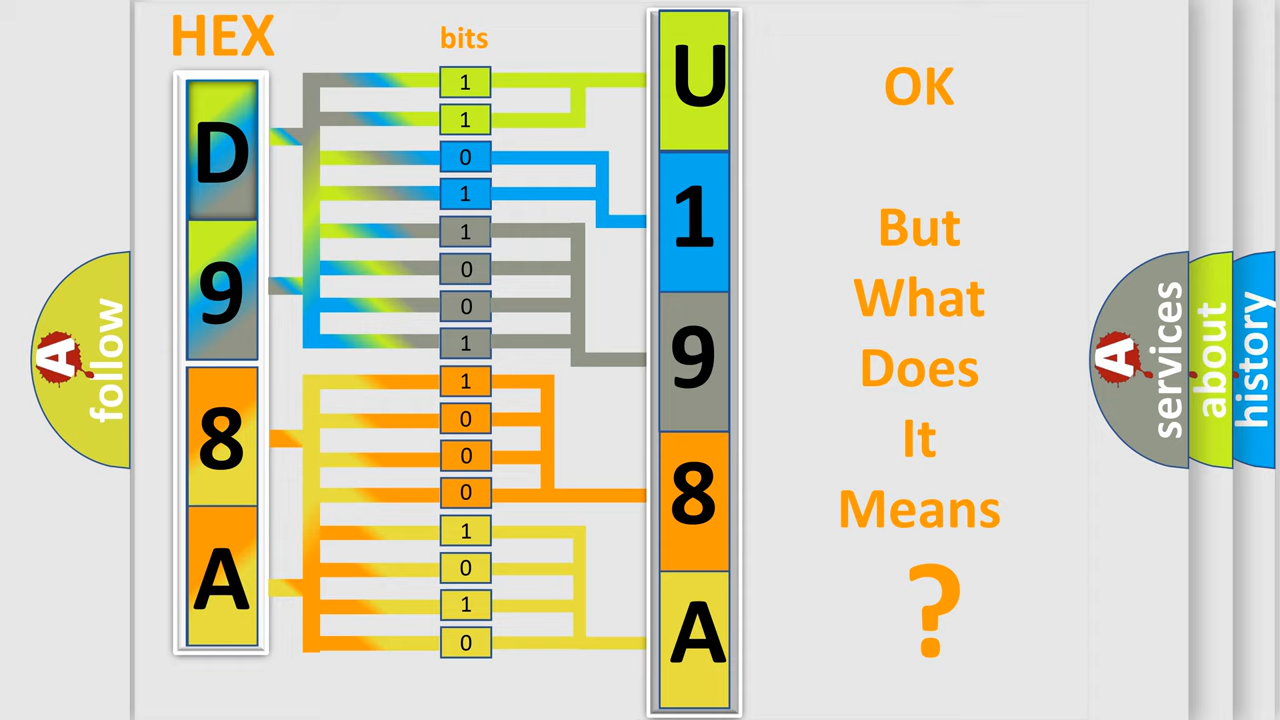 HEX
bits
D
9
8
A
1
1
0
1
1
0
0
1
1
0
0
0
1
0
1
0
U
1
9
8
A
OK
But
What
Does
It
Means
?
A
follow
A
services
about
history